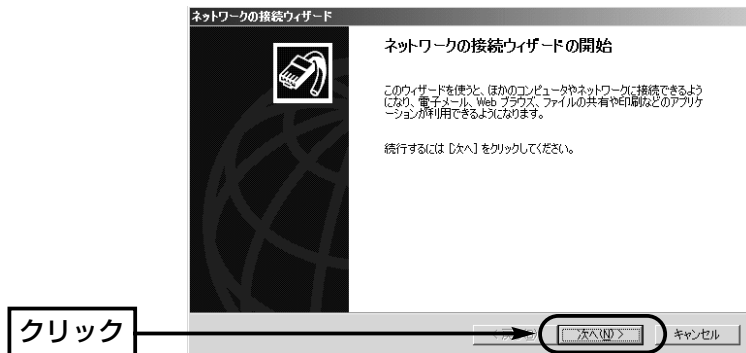 ネットワークの接続ウィザード
ネットワークの接続ウィザードの開始
このウィザードを使うと、ほかのコンピュータやネットワークに接続できるよう
になり、電子メール、Web ブラウズ、ファイルの共有や印刷などのアプリケ
ーションが利用できるようになります。
続行するには [次へ] をクリックしてください。
クリック
次へ(N) >
キャンセル